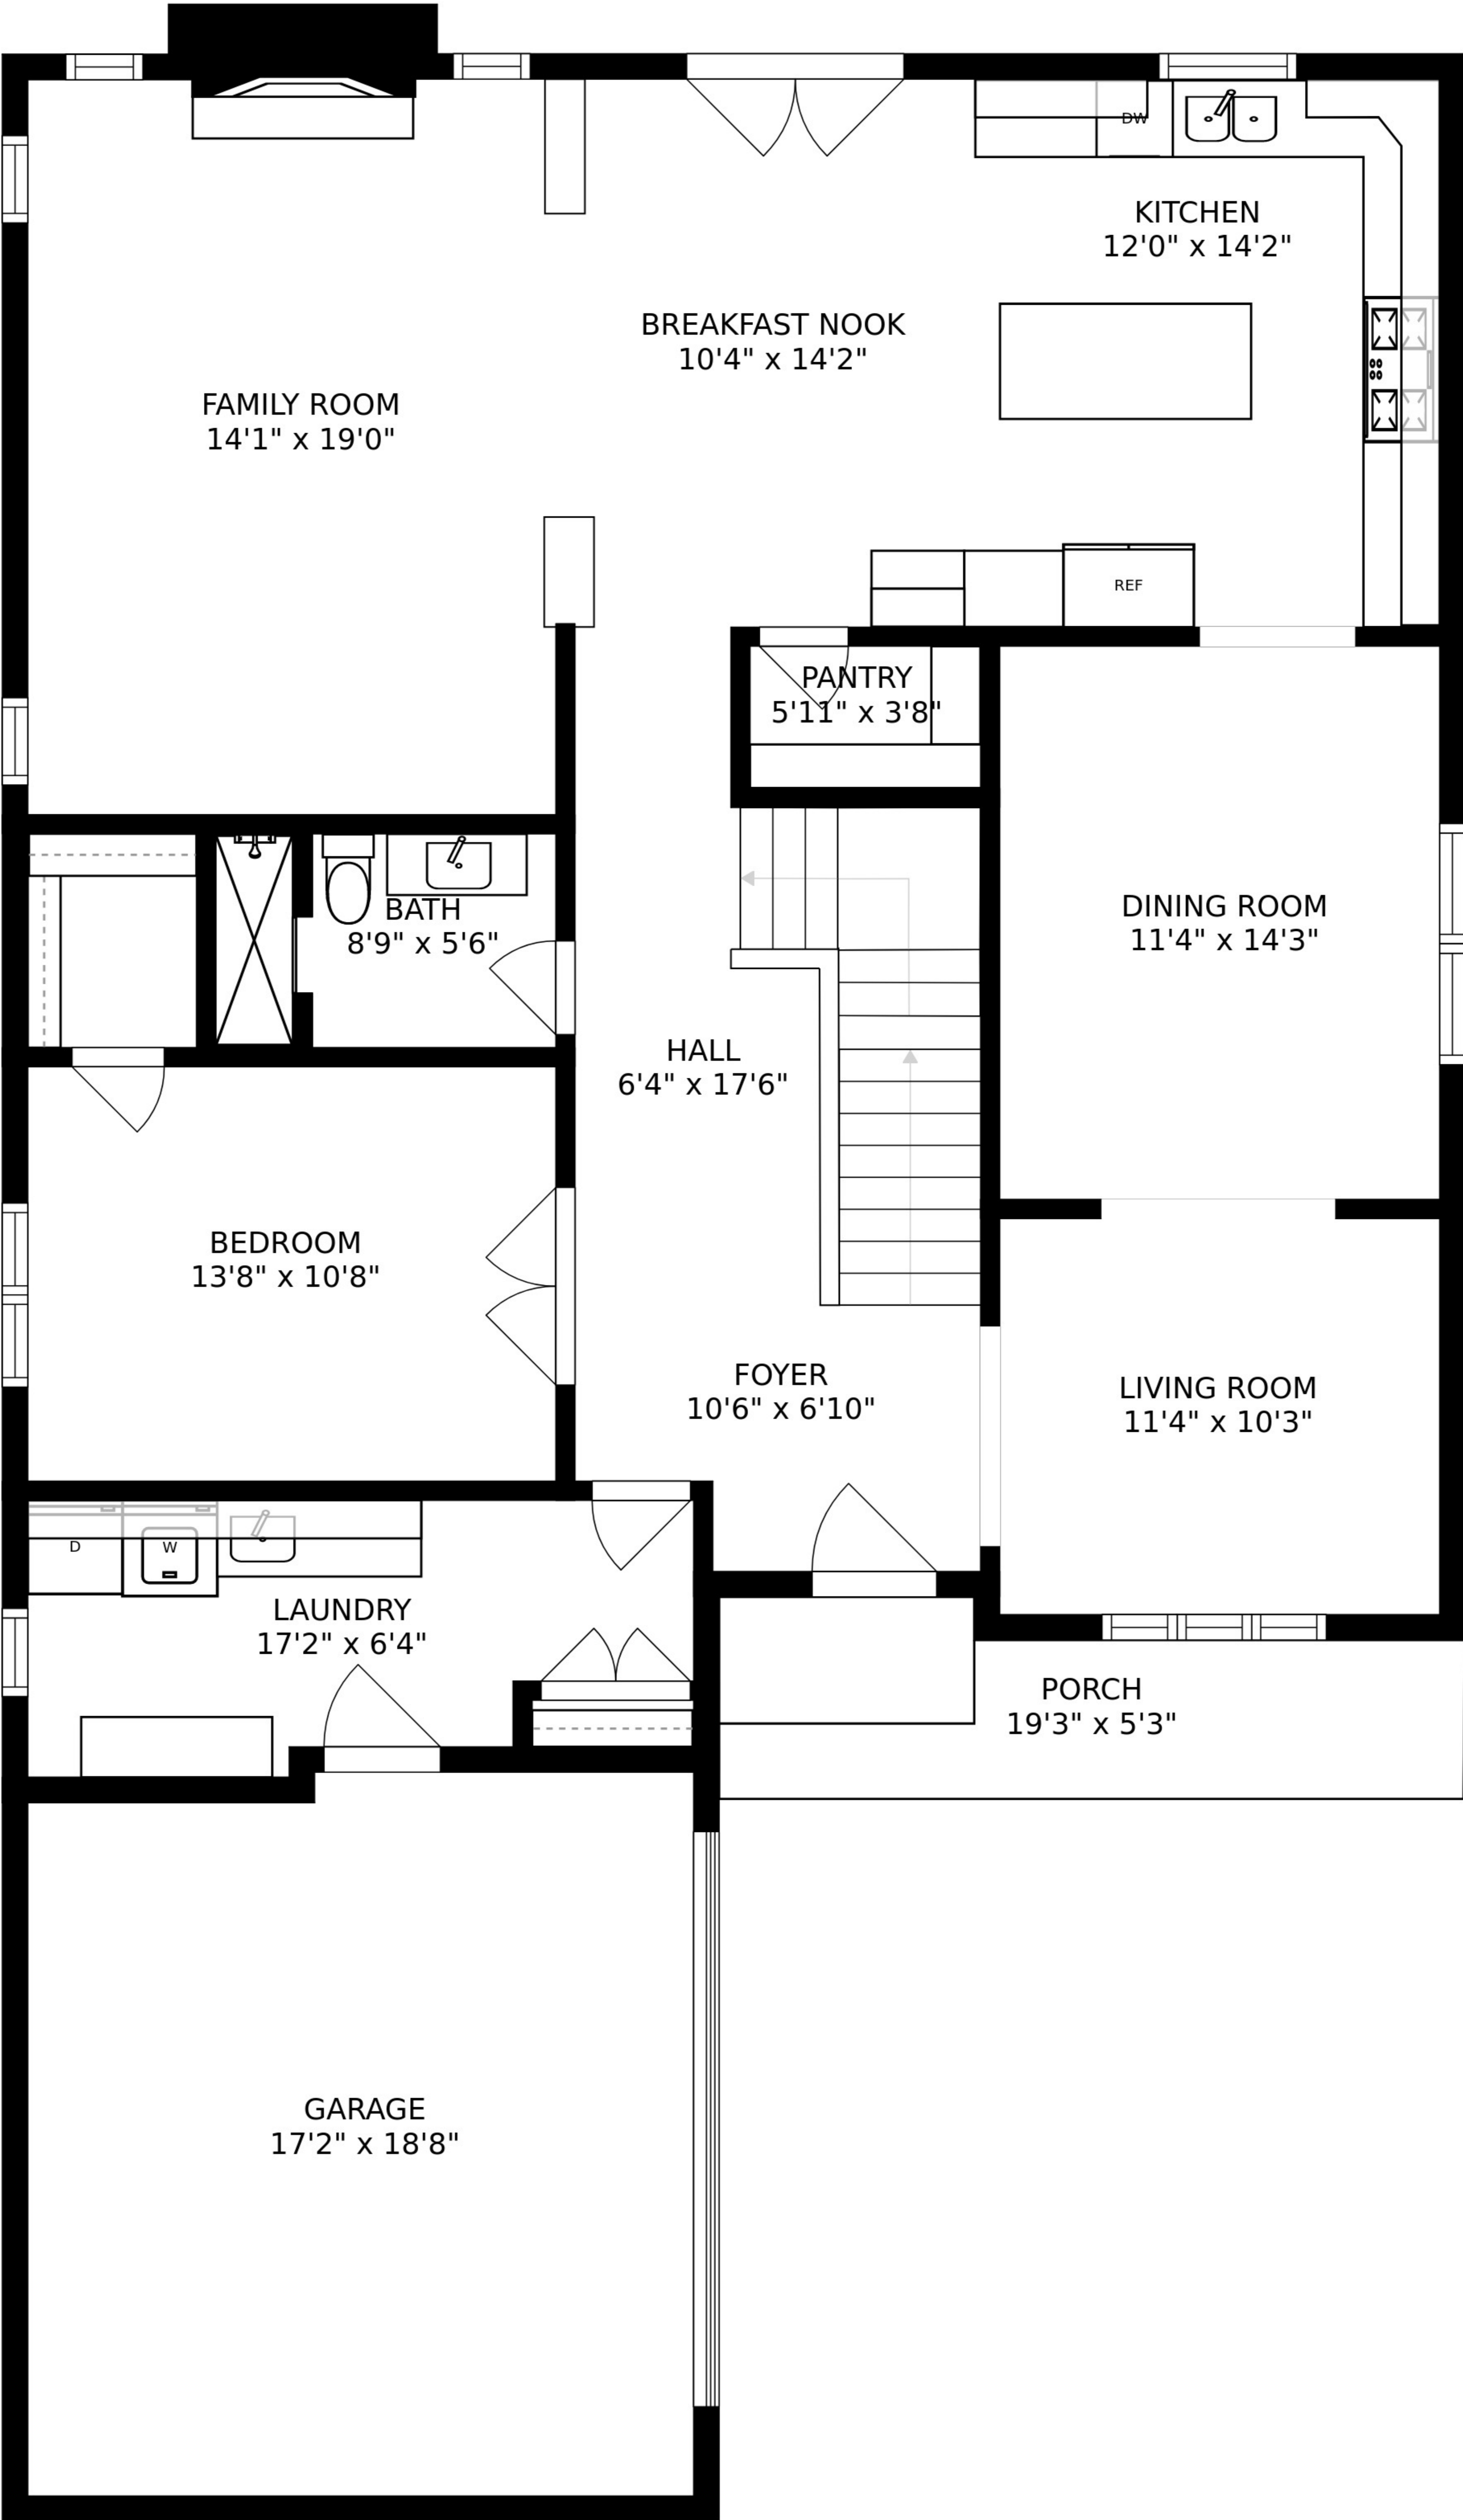 DW
KITCHEN
12'0" x 14'2"
BREAKFAST NOOK
10'4" x 14'2"
FAMILY ROOM
14'1" x 19'0"
REF
PANTRY
5'11" x 3'8"
DINING ROOM
11'4" x 14'3"
BATH
8'9" x 5'6"
HALL
6'4" x 17'6"
BEDROOM
13'8" x 10'8"
FOYER
10'6" x 6'10"
LIVING ROOM
11'4" x 10'3"
D
W
LAUNDRY
17'2" x 6'4"
PORCH
19'3" x 5'3"
GARAGE
17'2" x 18'8"